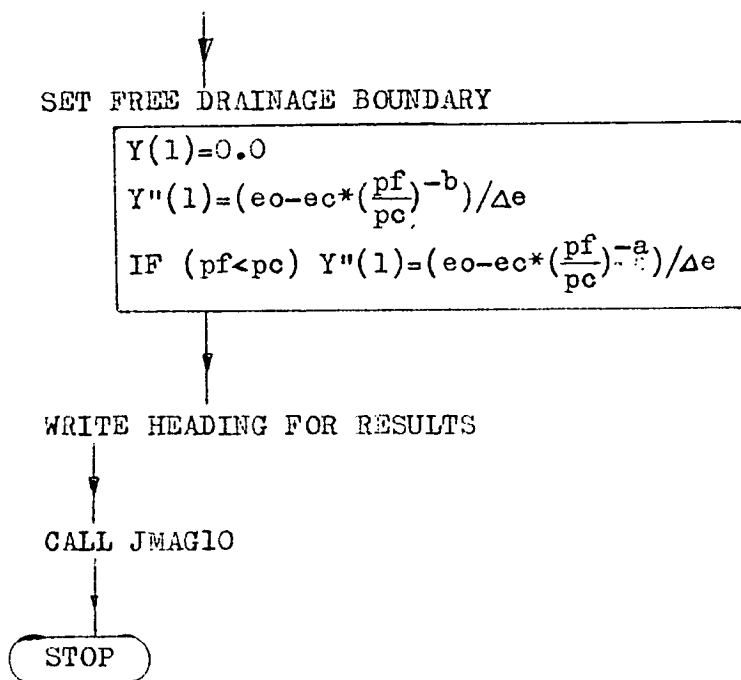 SET FREE DRAINAGE BOUNDARY
Y(1)=0.0
Y"(1)=(eo-ec*(pf/pc)-b)/Δe
IF (pf<pc) Y"(1)=(eo-ec*(pf/pc)-a)/Δe
WRITE HEADING FOR RESULTS
CALL JMAG10
STOP